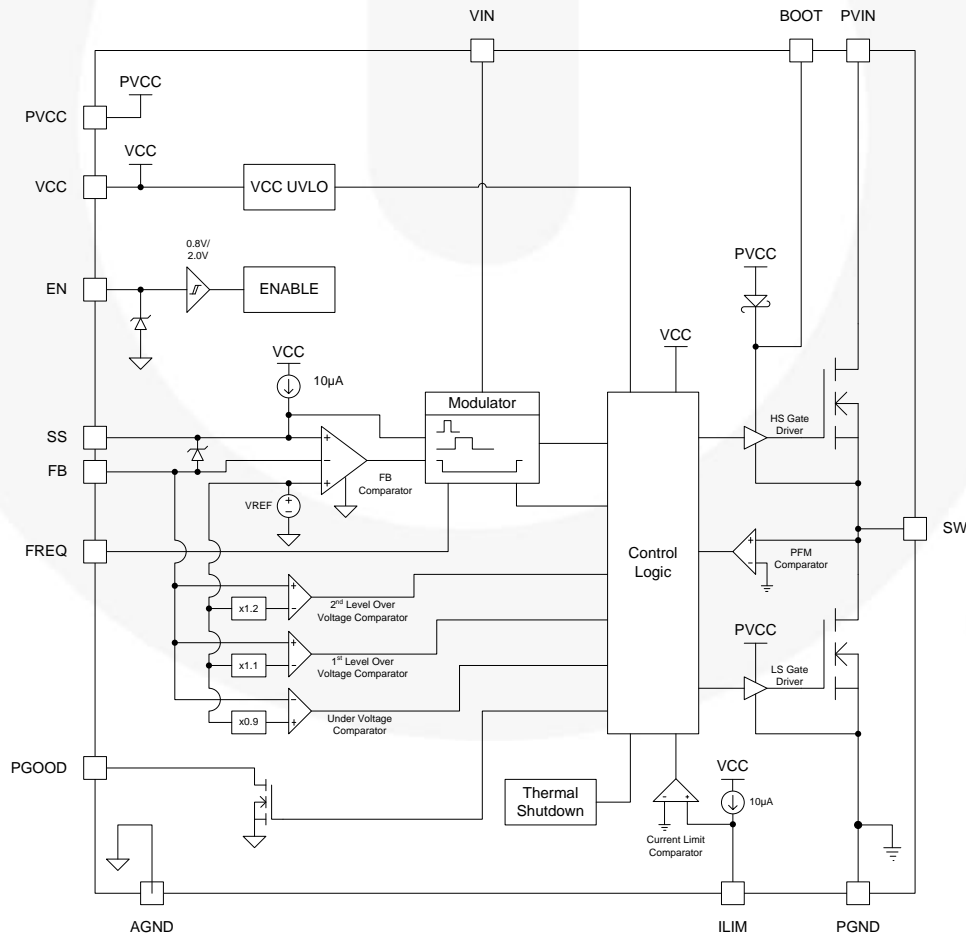 VIN
BOOT
PVIN
PVCC
PVCC
VCC
VCC
VCC UVLO
0.8V/
2.0V
EN
ENABLE
PVCC
VCC
VCC
10µA
Modulator
SS
FB
+
−
+
FB
Comparator
VREF
+
−
HS Gate
Driver
FREQ
SW
Control
Logic
+
−
PFM
Comparator
x1.2
+
−
2nd Level Over
Voltage Comparator
x1.1
+
−
1st Level Over
Voltage Comparator
PVCC
LS Gate
Driver
x0.9
−
+
Under Voltage
Comparator
PGOOD
Thermal
Shutdown
VCC
10µA
−
+
Current Limit
Comparator
AGND
ILIM
PGND